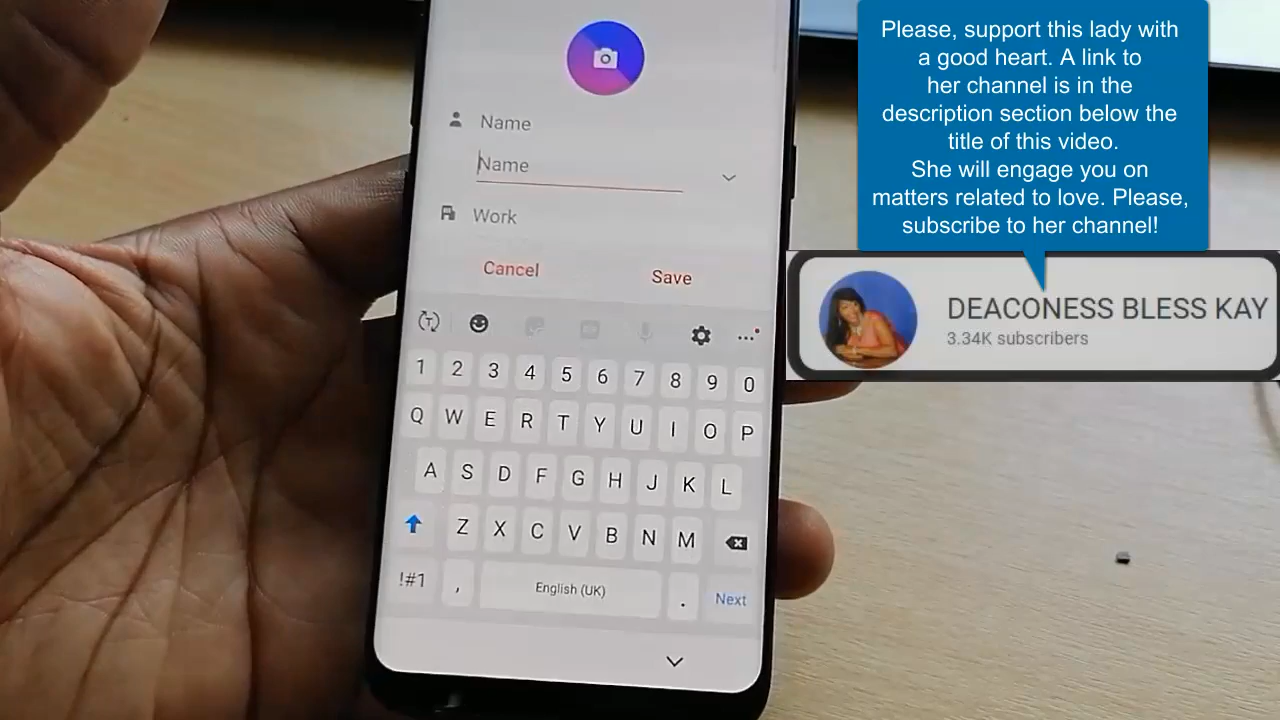 Name
Name
Work
Cancel Save
1 2 3 4 5 6 7 8 9 0
Q W E R T Y U I O P
A S D F G H J K L
Z X C V B N M
!#1 , English (UK) . Next
Please, support this lady with
a good heart. A link to
her channel is in the
description section below the
title of this video.
She will engage you on
matters related to love. Please,
subscribe to her channel!
DEACONESS BLESS KAY
3.34K subscribers